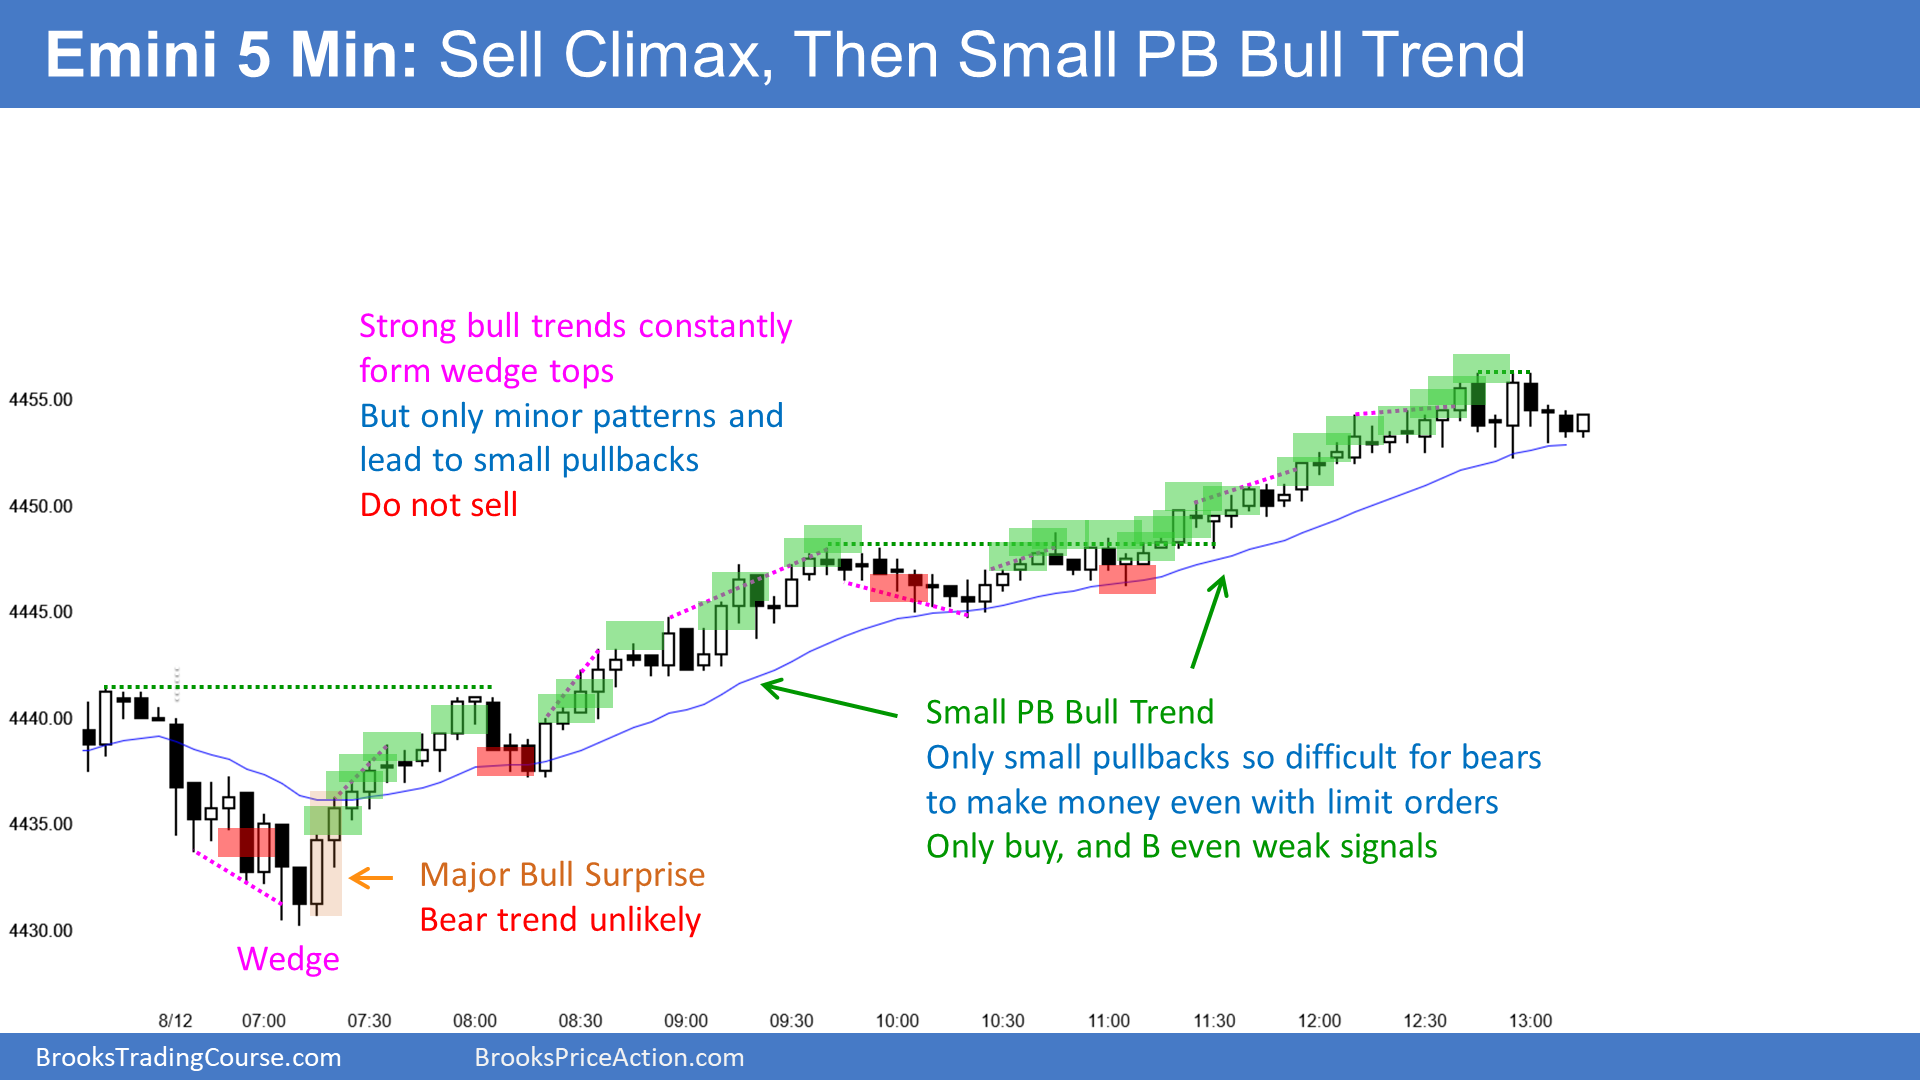 Emini 5 Min: Sell Climax, Then Small PB Bull Trend
Strong bull trends constantly
form wedge tops
But only minor patterns and
lead to small pullbacks
Do not sell
4455.00
4450.00
4445.00
4440.00
4435.00
4430.00
Small PB Bull Trend
Only small pullbacks so difficult for bears
to make money even with limit orders
Only buy, and B even weak signals
Major Bull Surprise
Bear trend unlikely
Wedge
8/12 07:00 07:30 08:00 08:30 09:00 09:30 10:00 10:30 11:00 11:30 12:00 12:30 13:00
BrooksTradingCourse.com BrooksPriceAction.com